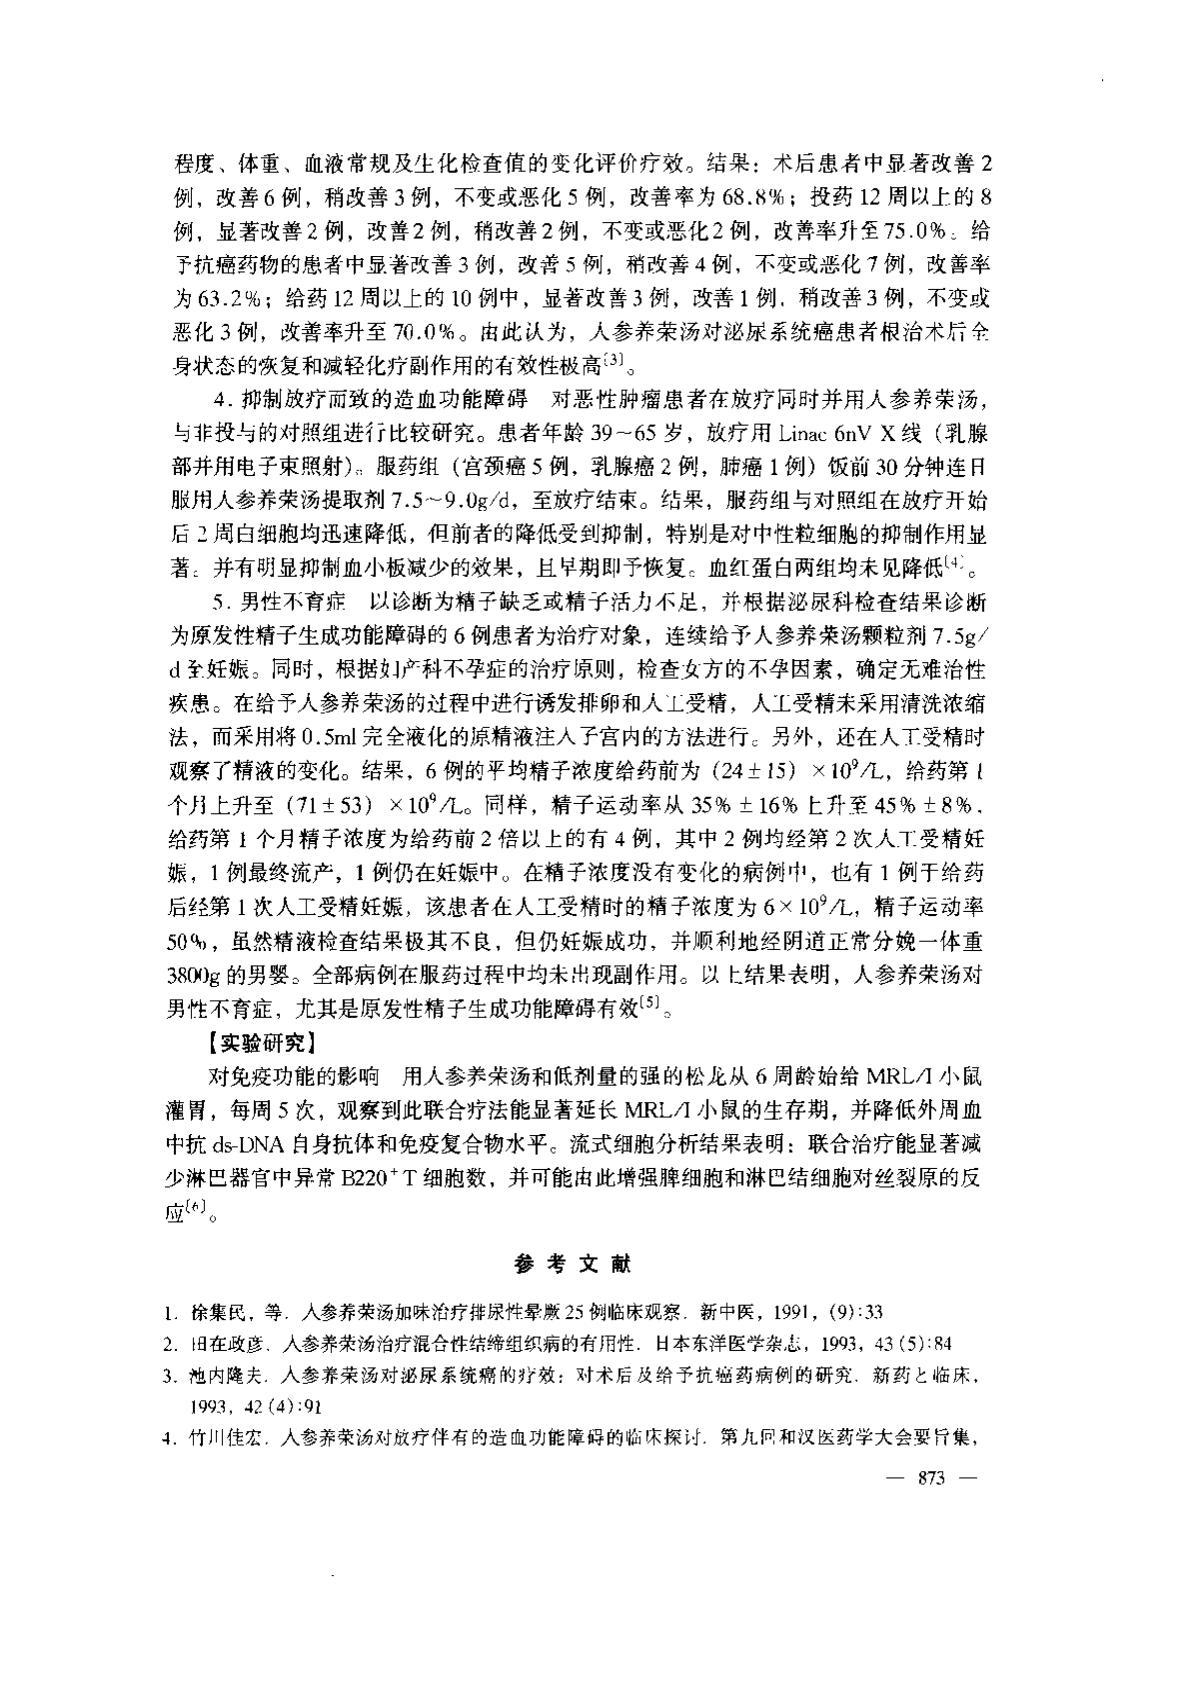 程度、体重、血液常规及生化检查值的变化评价疗效。结果：术后患者中显著改善2
例，改善6例，稍改善3例，不变或恶化5例，改善率为68.8%；投药12周以上的8
例，显著改善2例，改善2例，稍改善2例，不变或恶化2例，改善率升至75.0%。给
予抗癌药物的患者中显著改善3例，改善5例，稍改善4例，不变或恶化7例，改善率
为63.2%；给药12周以上的10例中，显著改善3例，改善1例，稍改善3例，不变或
恶化3例，改善率升至70.0%。由此认为，人参养荣汤对泌尿系统癌患者根治术后全
身状态的恢复和减轻化疗副作用的有效性极高〔3〕。
4. 抑制放疗而致的造血功能障碍　对恶性肿瘤患者在放疗同时并用人参养荣汤，
与非投与的对照组进行比较研究。患者年龄39～65岁，放疗用Linac 6nV X线（乳腺
部并用电子束照射）。服药组（宫颈癌5例，乳腺癌2例，肺癌1例）饭前30分钟连日
服用人参养荣汤提取剂7.5～9.0g/d，至放疗结束。结果，服药组与对照组在放疗开始
后2周白细胞均迅速降低，但前者的降低受到抑制，特别是对中性粒细胞的抑制作用显
著。并有明显抑制血小板减少的效果，且早期即予恢复。血红蛋白两组均未见降低〔4〕。
5. 男性不育症　以诊断为精子缺乏或精子活力不足，并根据泌尿科检查结果诊断
为原发性精子生成功能障碍的6例患者为治疗对象，连续给予人参养荣汤颗粒剂7.5g/
d至妊娠。同时，根据妇产科不孕症的治疗原则，检查女方的不孕因素，确定无难治性
疾患。在给予人参养荣汤的过程中进行诱发排卵和人工受精，人工受精未采用清洗浓缩
法，而采用将0.5ml完全液化的原精液注入子宫内的方法进行。另外，还在人工受精时
观察了精液的变化。结果，6例的平均精子浓度给药前为（24±15）×10⁹/L，给药第1
个月上升至（71±53）×10⁹/L。同样，精子运动率从35%±16%上升至45%±8%．
给药第1个月精子浓度为给药前2倍以上的有4例，其中2例均经第2次人工受精妊
娠，1例最终流产，1例仍在妊娠中。在精子浓度没有变化的病例中，也有1例于给药
后经第1次人工受精妊娠，该患者在人工受精时的精子浓度为6×10⁹/L，精子运动率
50%，虽然精液检查结果极其不良，但仍妊娠成功，并顺利地经阴道正常分娩一体重
3800g的男婴。全部病例在服药过程中均未出现副作用。以上结果表明，人参养荣汤对
男性不育症，尤其是原发性精子生成功能障碍有效〔5〕。
【实验研究】
对免疫功能的影响　用人参养荣汤和低剂量的强的松龙从6周龄始给MRL/1小鼠
灌胃，每周5次，观察到此联合疗法能显著延长MRL/1小鼠的生存期，并降低外周血
中抗ds-DNA自身抗体和免疫复合物水平。流式细胞分析结果表明：联合治疗能显著减
少淋巴器官中异常B220⁺T细胞数，并可能由此增强脾细胞和淋巴结细胞对丝裂原的反
应〔6〕。
参 考 文 献
1. 徐集民，等．人参养荣汤加味治疗排尿性晕厥25例临床观察．新中医，1991，(9):33
2. 田在政彦．人参养荣汤治疗混合性结缔组织病的有用性．日本东洋医学杂志，1993，43(5):84
3. 池内隆夫．人参养荣汤对泌尿系统癌的疗效：对术后及给予抗癌药病例的研究．新药と临床，
1993，42(4):91
4. 竹川佳宏．人参养荣汤对放疗伴有的造血功能障碍的临床探讨．第九回和汉医药学大会要旨集，
— 873 —